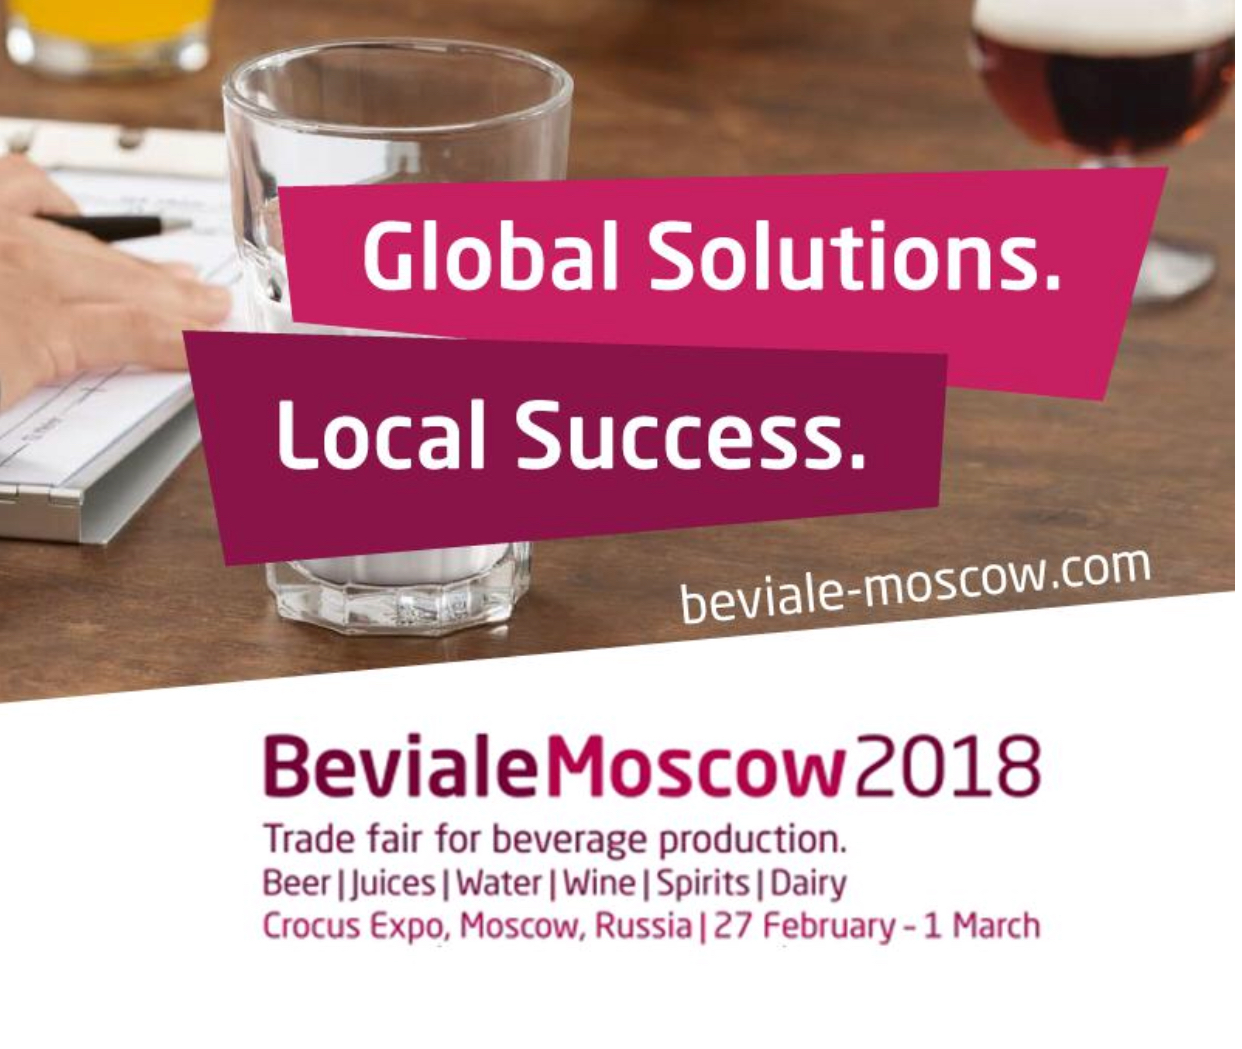 Global Solutions.
Local Success.
beviale-moscow.com
BevialeMoscow2018
Trade fair for beverage production.
Beer|Juices|Water|Wine|Spirits|Dairy
Crocus Expo, Moscow, Russia|27 February – 1 March